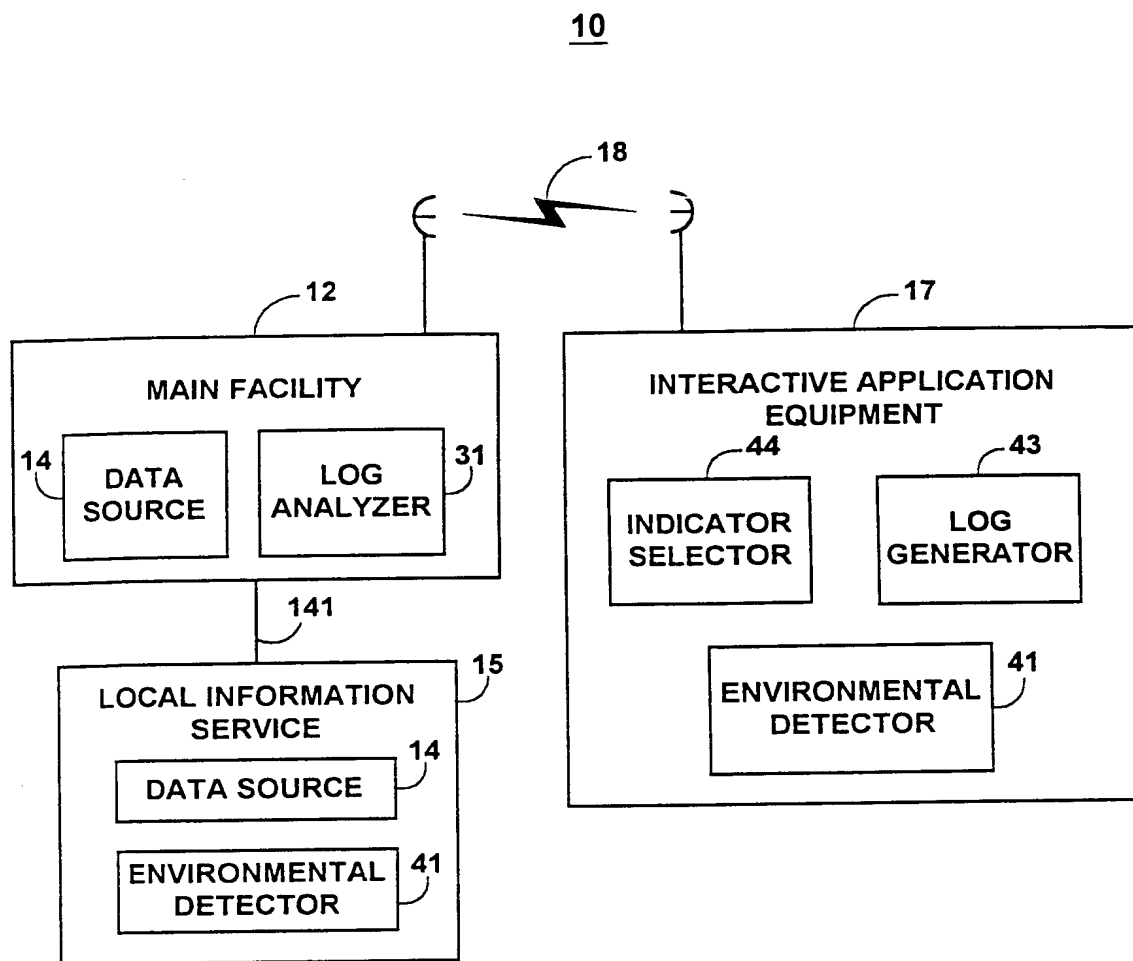 10
18
12
17
MAIN FACILITY
14
DATA
SOURCE
LOG
ANALYZER
31
INTERACTIVE APPLICATION
EQUIPMENT
44
43
INDICATOR
SELECTOR
LOG
GENERATOR
141
15
LOCAL INFORMATION
SERVICE
14
DATA SOURCE
ENVIRONMENTAL
DETECTOR
41
ENVIRONMENTAL
DETECTOR
41